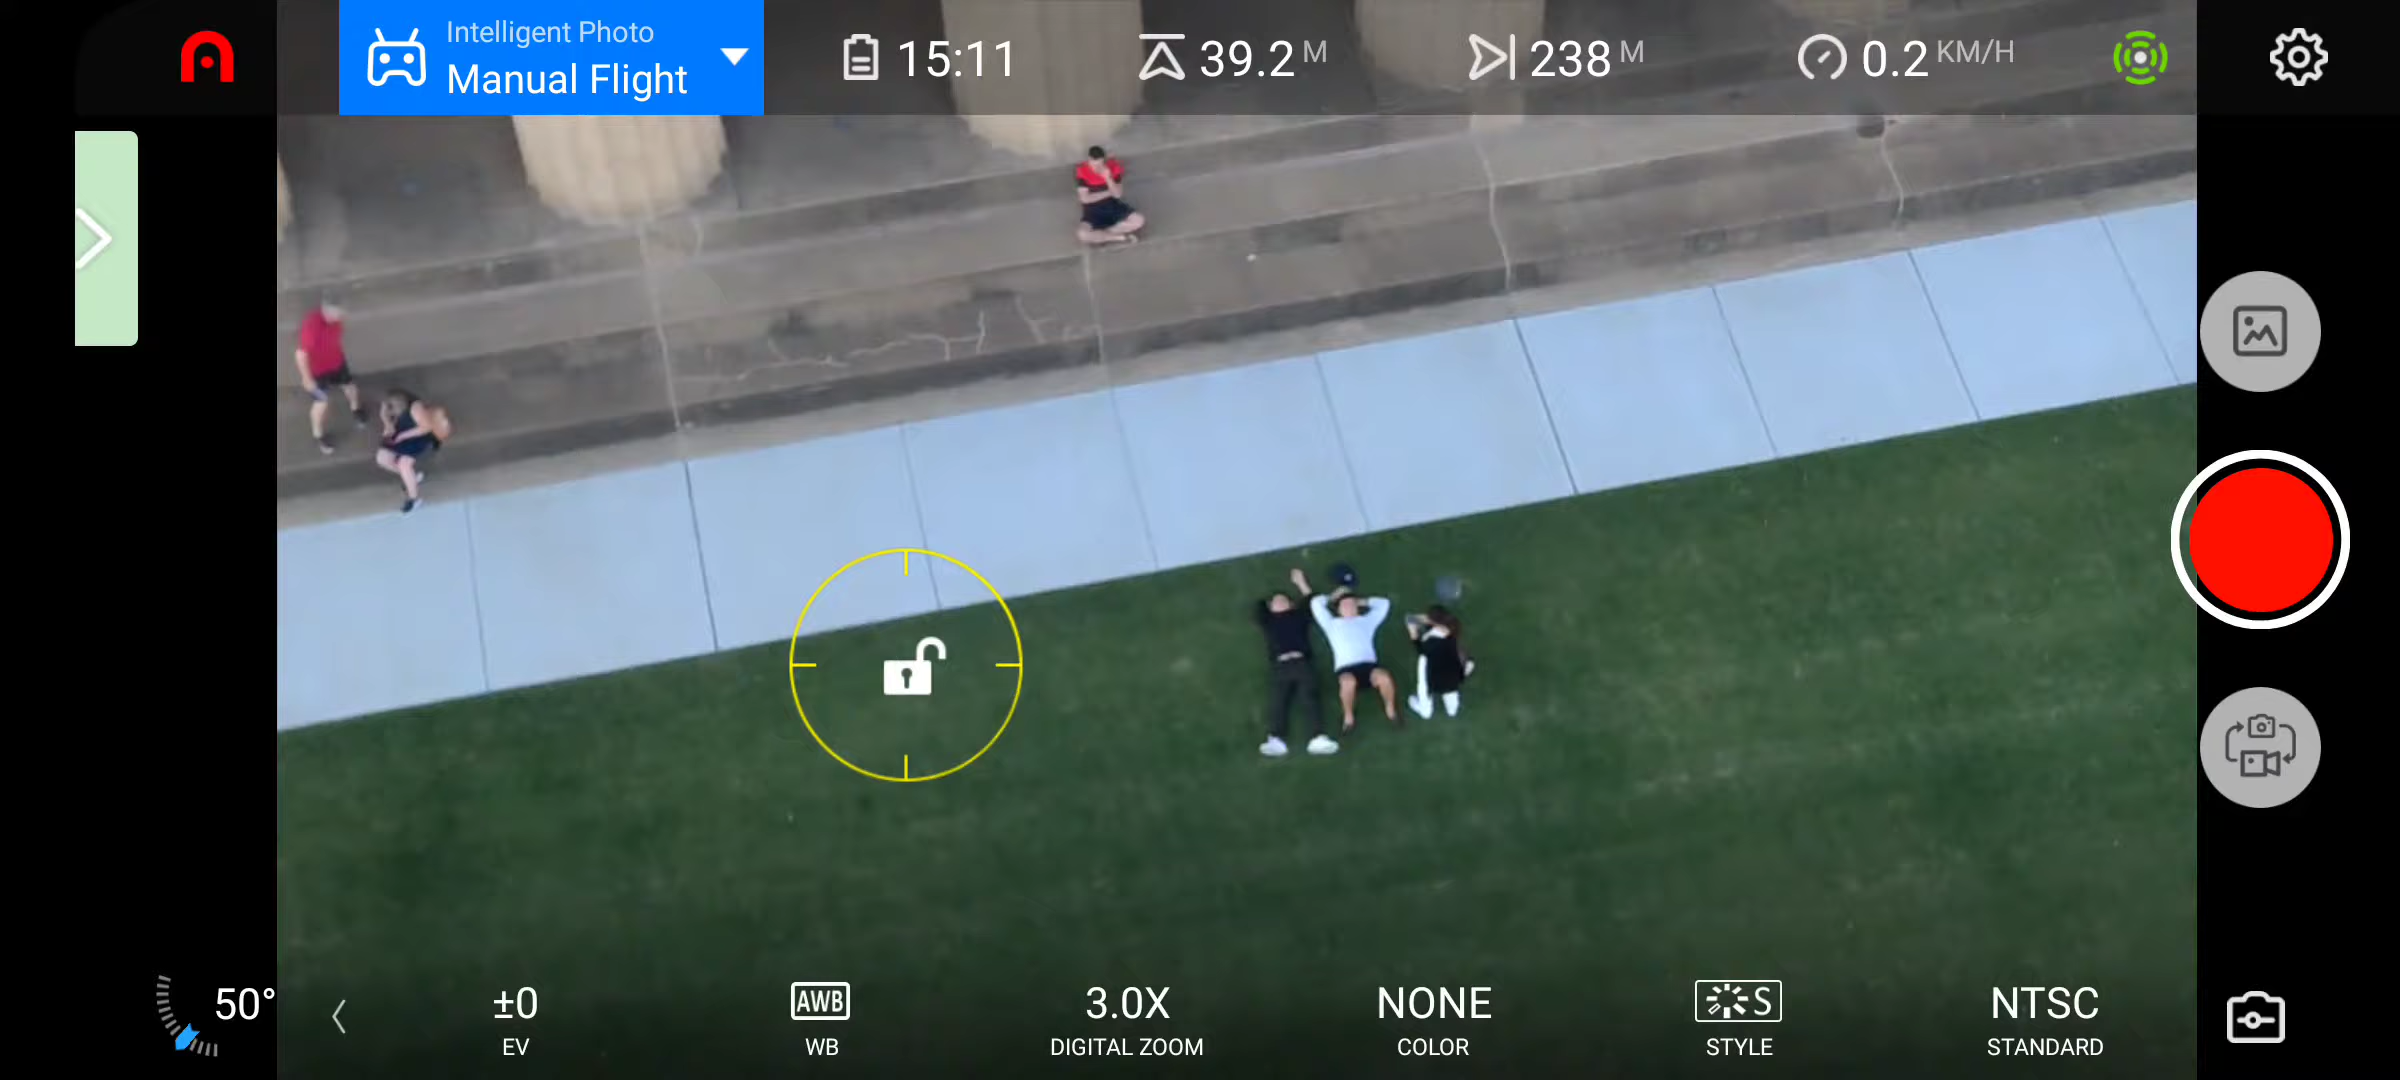 Intelligent Photo
Manual Flight
15:11
39.2 M
238 M
0.2 KM/H
50°
±0
EV
AWB
WB
3.0X
DIGITAL ZOOM
NONE
COLOR
S
STYLE
NTSC
STANDARD